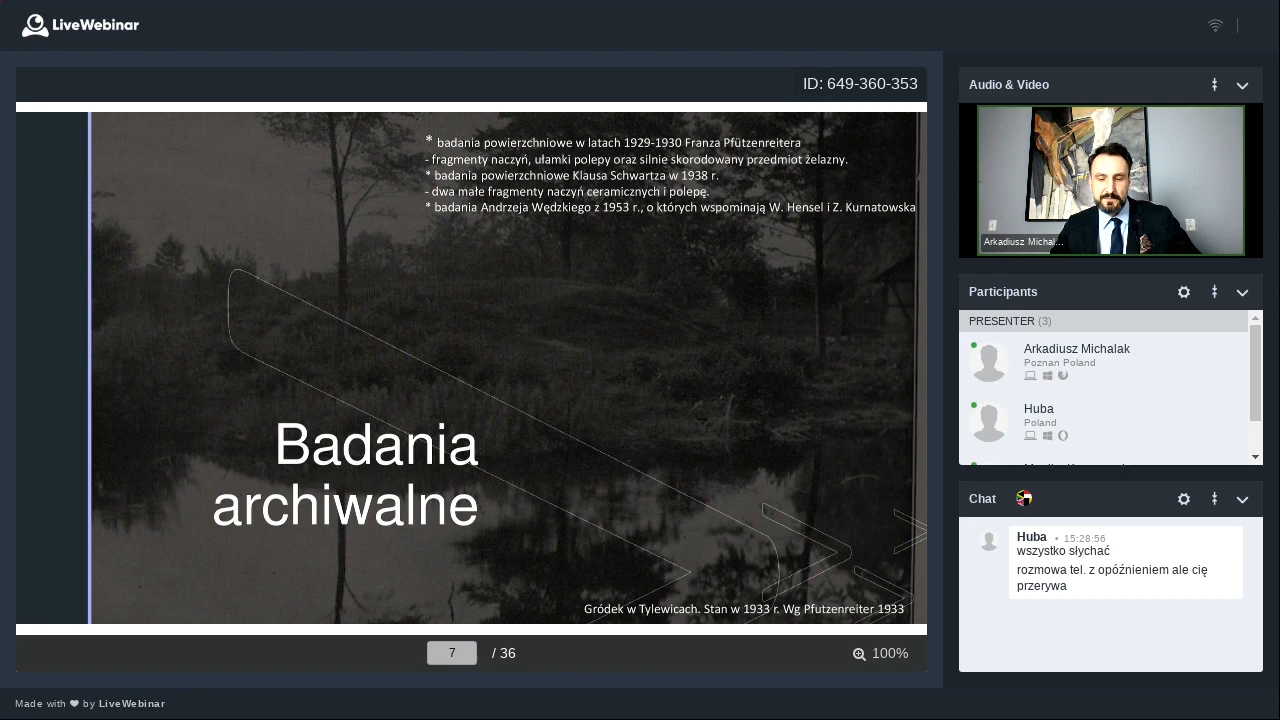 LiveWebinar
ID: 649-360-353
* badania powierzchniowe w latach 1929-1930 Franza Pfützenreitera
- fragmenty naczyń, ułamki polepy oraz silnie skorodowany przedmiot żelazny.
* badania powierzchniowe Klausa Schwartza w 1938 r.
- dwa małe fragmenty naczyń ceramicznych i polepę.
* badania Andrzeja Wędzkiego z 1953 r., o których wspominają W. Hensel i Z. Kurnatowska
Badania
archiwalne
Gródek w Tylewicach. Stan w 1933 r. Wg Pfutzenreiter 1933
7 / 36
100%
Audio & Video
Arkadiusz Michal...
Participants
PRESENTER (3)
Arkadiusz Michalak
Poznan Poland
Huba
Poland
Chat
Huba • 15:28:56
wszystko słychać
rozmowa tel. z opóźnieniem ale cię
przerywa
Made with ❤ by LiveWebinar